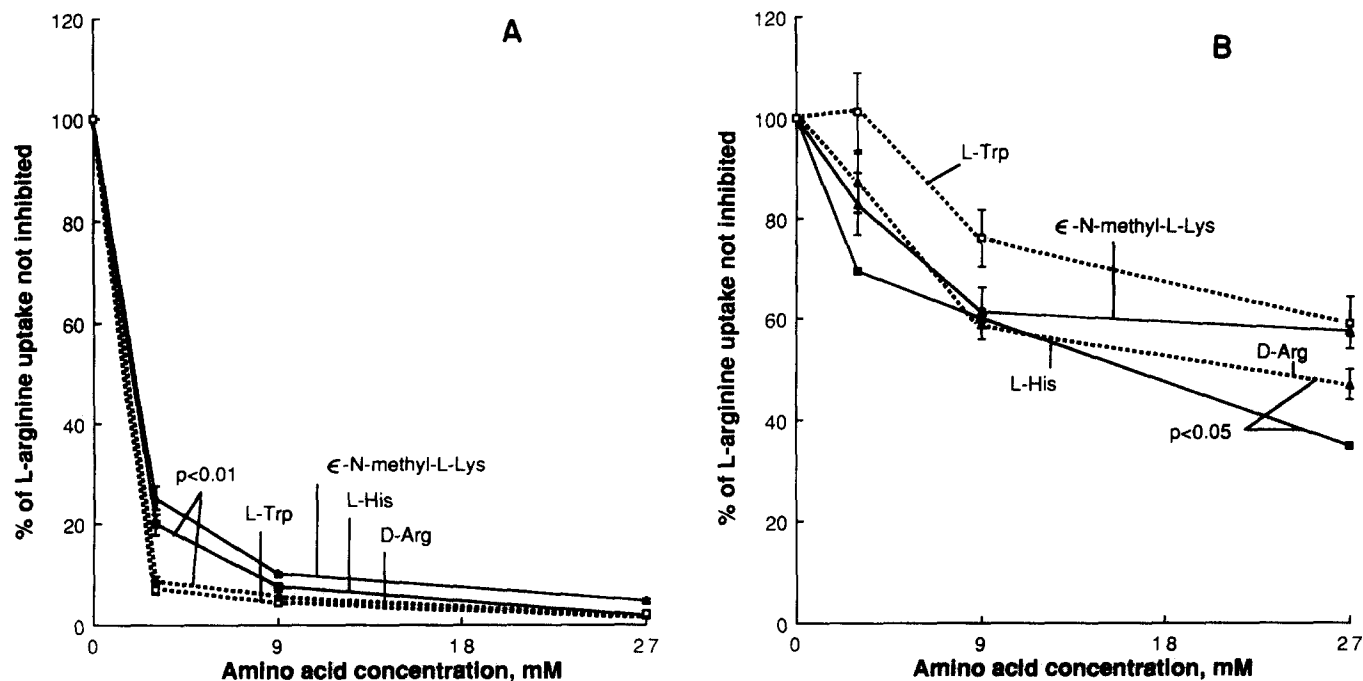 A
% of L-arginine uptake not inhibited
120
100
80
60
40
20
0
p<0.01
L-Trp
ϵ-N-methyl-L-Lys
L-His
D-Arg
0
9
18
27
Amino acid concentration, mM
B
% of L-arginine uptake not inhibited
120
100
80
60
40
20
0
L-Trp
ϵ-N-methyl-L-Lys
D-Arg
L-His
p<0.05
0
9
18
27
Amino acid concentration, mM